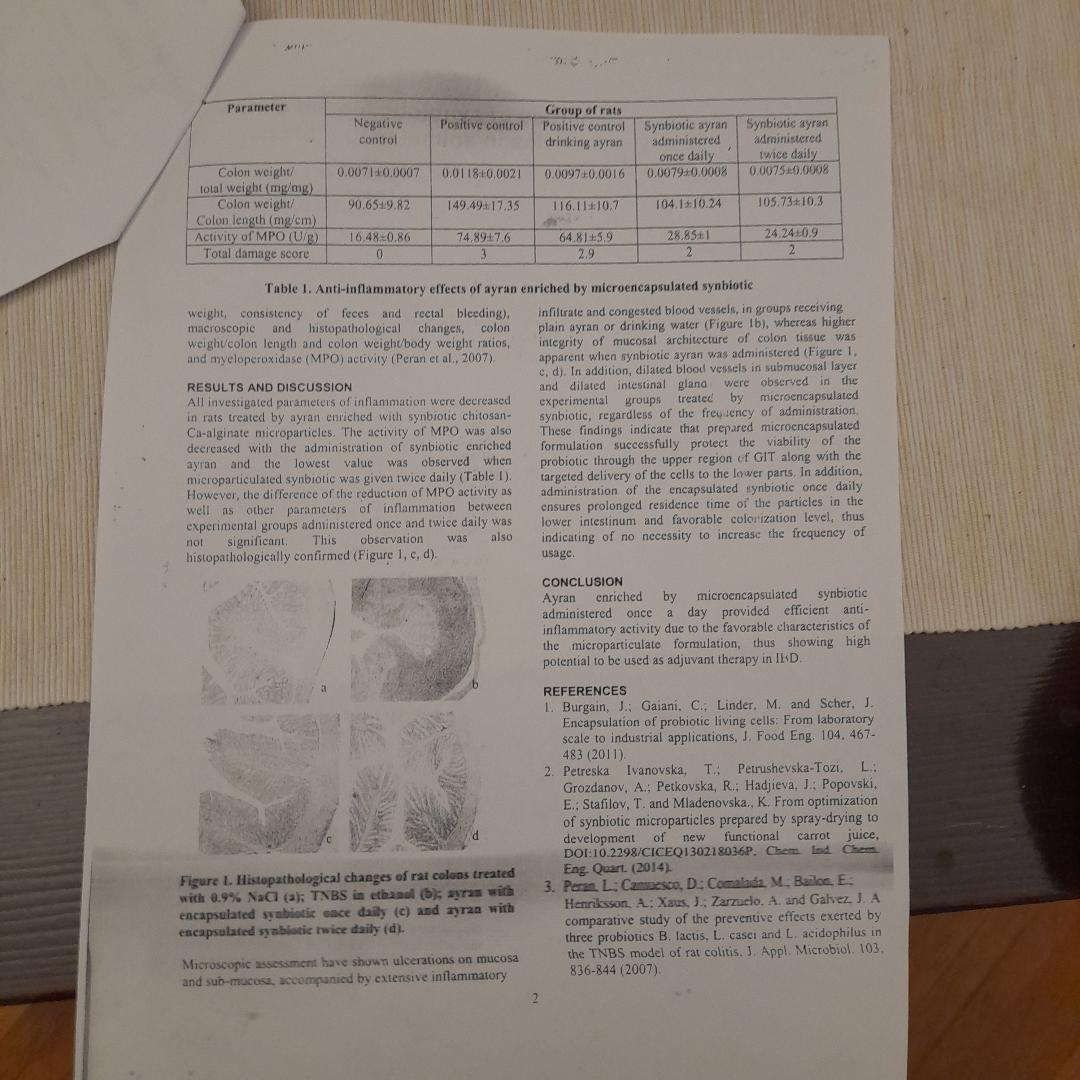 Parameter
Group of rats
Negative control
Positive control
Positive control drinking ayran
Synbiotic ayran administered once daily
Synbiotic ayran administered twice daily
Colon weight/ total weight (mg/mg)
0.0071±0.0007
0.0118±0.0021
0.0097±0.0016
0.0079±0.0008
0.0075±0.0008
Colon weight/ Colon length (mg/cm)
90.65±9.82
149.49±17.35
116.11±10.7
104.1±10.24
105.73±10.3
Activity of MPO (U/g)
16.48±0.86
74.89±7.6
64.81±5.9
28.85±1
24.24±0.9
Total damage score
0
3
2.9
2
2
Table 1. Anti-inflammatory effects of ayran enriched by microencapsulated synbiotic
weight, consistency of feces and rectal bleeding),
macroscopic and histopathological changes, colon
weight/colon length and colon weight/body weight ratios,
and myeloperoxidase (MPO) activity (Peran et al., 2007).
RESULTS AND DISCUSSION
All investigated parameters of inflammation were decreased
in rats treated by ayran enriched with synbiotic chitosan-
Ca-alginate microparticles. The activity of MPO was also
decreased with the administration of synbiotic enriched
ayran and the lowest value was observed when
microparticulated synbiotic was given twice daily (Table 1).
However, the difference of the reduction of MPO activity as
well as other parameters of inflammation between
experimental groups administered once and twice daily was
not significant. This observation was also
histopathologically confirmed (Figure 1, c, d).
a
b
c
d
Figure 1. Histopathological changes of rat colons treated
with 0.9% NaCl (a); TNBS in ethanol (b); ayran with
encapsulated synbiotic once daily (c) and ayran with
encapsulated synbiotic twice daily (d).
Microscopic assessment have shown ulcerations on mucosa
and sub-mucosa, accompanied by extensive inflammatory
infiltrate and congested blood vessels, in groups receiving
plain ayran or drinking water (Figure 1b), whereas higher
integrity of mucosal architecture of colon tissue was
apparent when synbiotic ayran was administered (Figure 1,
c, d). In addition, dilated blood vessels in submucosal layer
and dilated intestinal gland were observed in the
experimental groups treated by microencapsulated
synbiotic, regardless of the frequency of administration.
These findings indicate that prepared microencapsulated
formulation successfully protect the viability of the
probiotic through the upper region of GIT along with the
targeted delivery of the cells to the lower parts. In addition,
administration of the encapsulated synbiotic once daily
ensures prolonged residence time of the particles in the
lower intestinum and favorable colonization level, thus
indicating of no necessity to increase the frequency of
usage.
CONCLUSION
Ayran enriched by microencapsulated synbiotic
administered once a day provided efficient anti-
inflammatory activity due to the favorable characteristics of
the microparticulate formulation, thus showing high
potential to be used as adjuvant therapy in IBD.
REFERENCES
1. Burgain, J.; Gaiani, C.; Linder, M. and Scher, J.
Encapsulation of probiotic living cells: From laboratory
scale to industrial applications, J. Food Eng. 104, 467-
483 (2011).
2. Petreska Ivanovska, T.; Petrushevska-Tozi, L.;
Grozdanov, A.; Petkovska, R.; Hadjieva, J.; Popovski,
E.; Stafilov, T. and Mladenovska., K. From optimization
of synbiotic microparticles prepared by spray-drying to
development of new functional carrot juice,
DOI:10.2298/CICEQ130218036P. Chem. Ind. Chem.
Eng. Quart. (2014).
3. Peran, L.; Camuesco, D.; Comalada, M.; Bailon, E.;
Henriksson, A.; Xaus, J.; Zarzuelo, A. and Galvez, J. A
comparative study of the preventive effects exerted by
three probiotics B. lactis, L. casei and L. acidophilus in
the TNBS model of rat colitis, J. Appl. Microbiol. 103,
836-844 (2007).
2